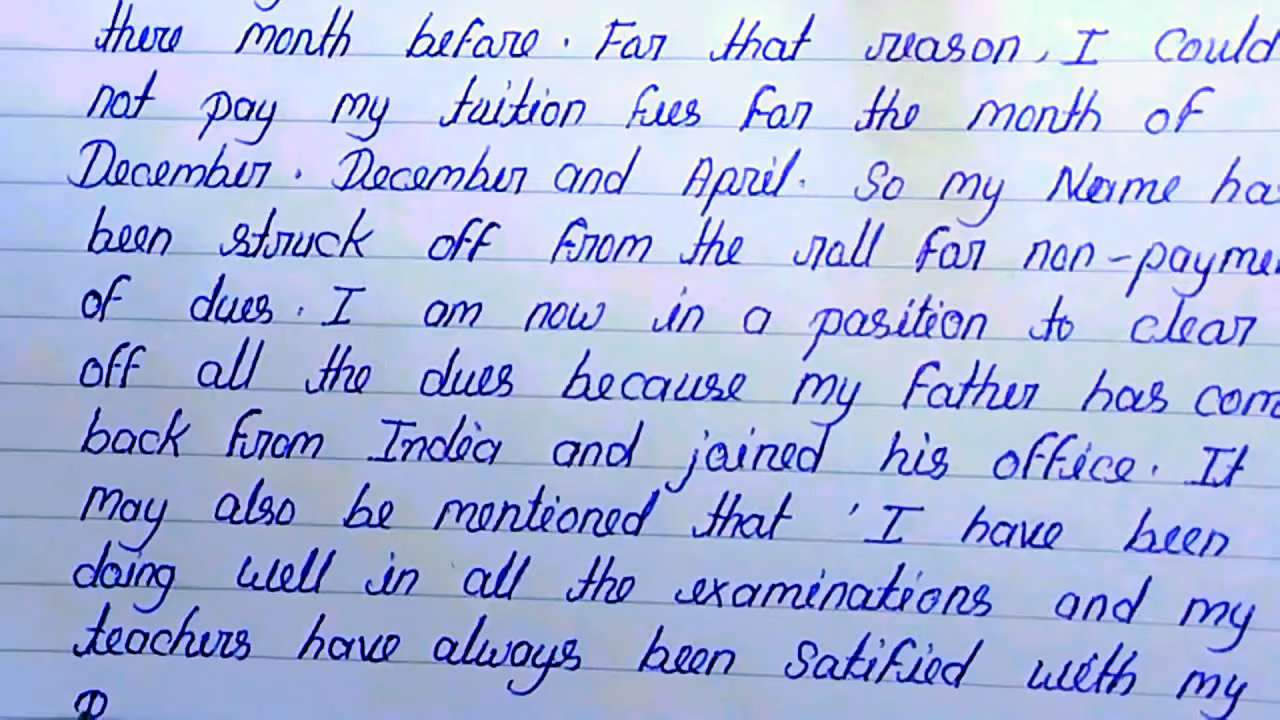 there month before. For that reason, I could
not pay my tuition fees for the month of
December. December and April. So my Name ha
been struck off from the roll for non-payme
of dues. I am now in a position to clear
off all the dues because my father has com
back from India and joined his office. It
may also be mentioned that 'I have been
doing well in all the examinations and my
teachers have always been satified with my